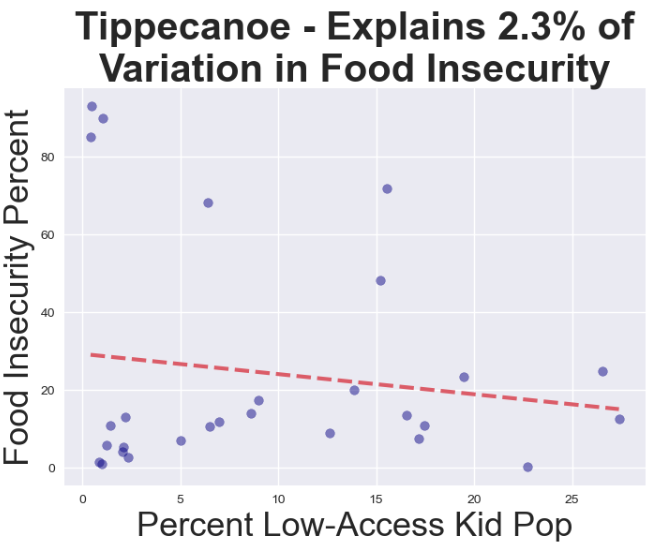 Tippecanoe - Explains 2.3% of
Variation in Food Insecurity
Food Insecurity Percent
80
60
40
20
0
0 5 10 15 20 25
Percent Low-Access Kid Pop